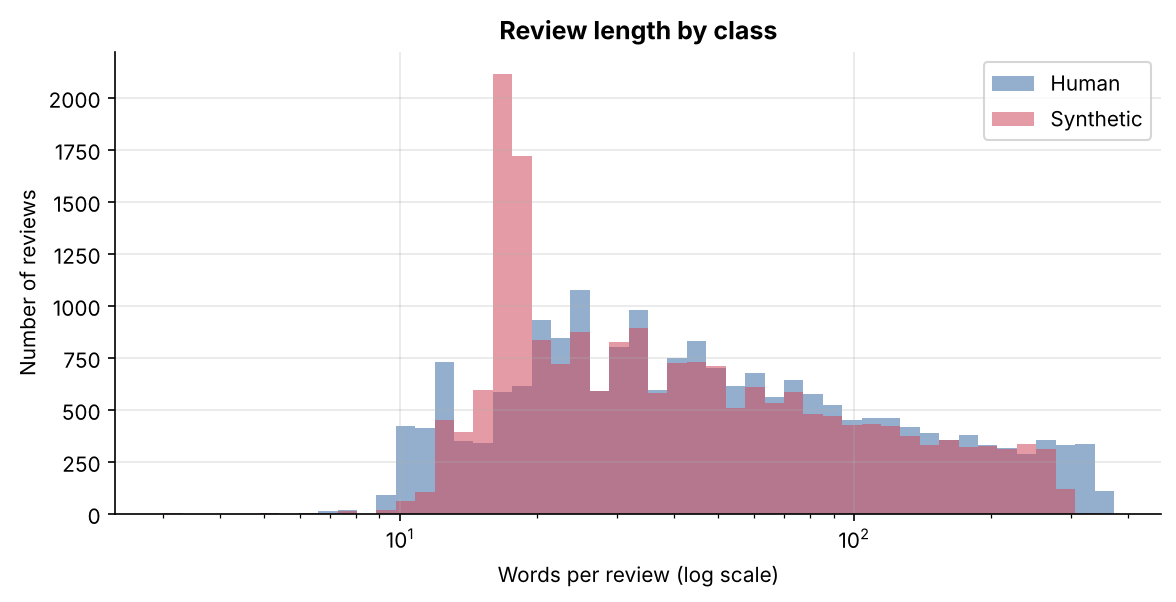 Review length by class
Human
Synthetic
Number of reviews
2000
1750
1500
1250
1000
750
500
250
0
10¹
10²
Words per review (log scale)